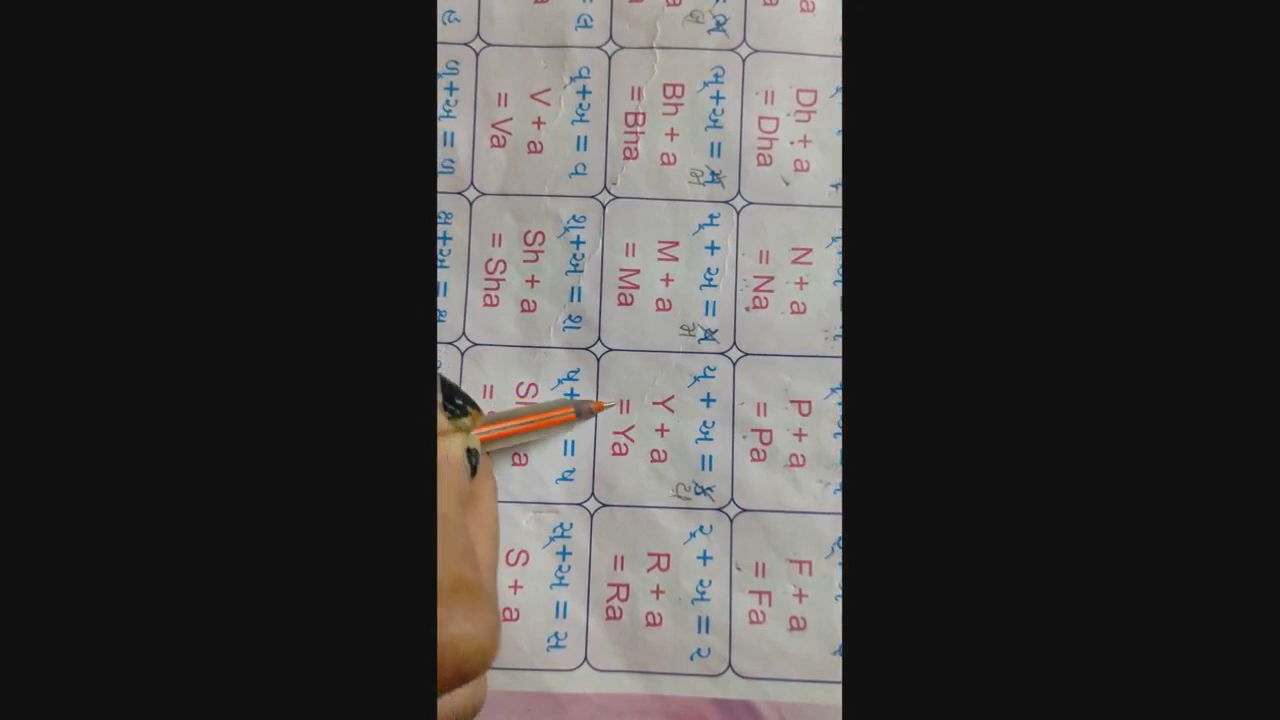 Dh + a
= Dha
N + a
= Na
P + a
= Pa
F + a
= Fa
ભ્+અ =
ભ
Bh + a
= Bha
મ્ + અ =
મ
M + a
= Ma
ય્ + અ =
ય
Y + a
= Ya
ર્ + અ = ર
R + a
= Ra
વ્+અ = વ
V + a
= Va
શ્+અ = શ
Sh + a
= Sha
ષ્+ = ષ
a
=
સ્+અ = સ
S + a
ળ્+અ = ળ